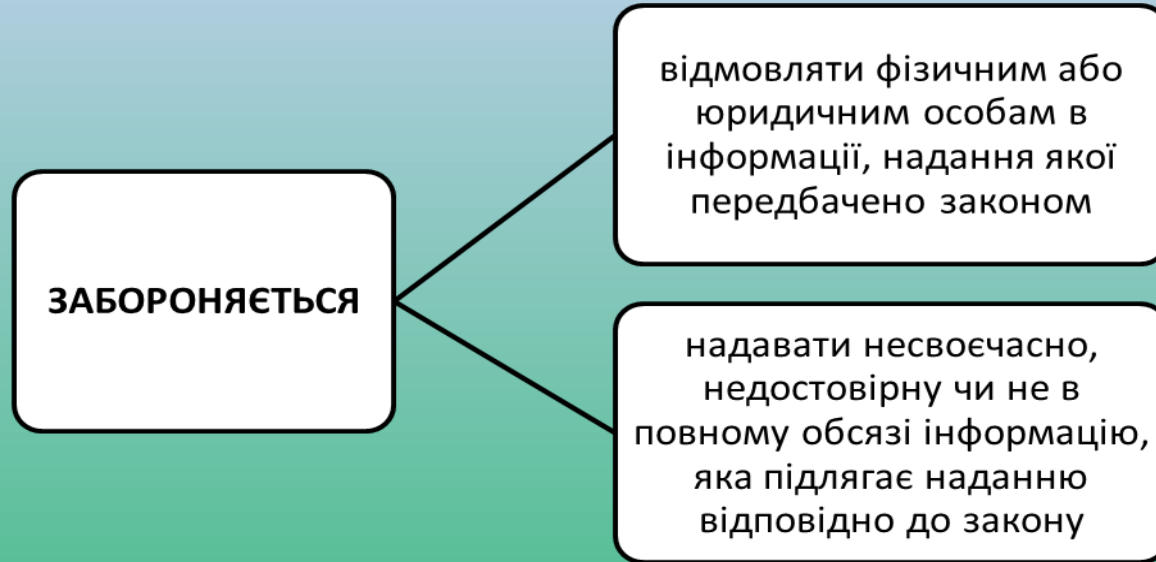 ЗАБОРОНЯЄТЬСЯ
відмовляти фізичним або
юридичним особам в
інформації, надання якої
передбачено законом
надавати несвоєчасно,
недостовірну чи не в
повному обсязі інформацію,
яка підлягає наданню
відповідно до закону